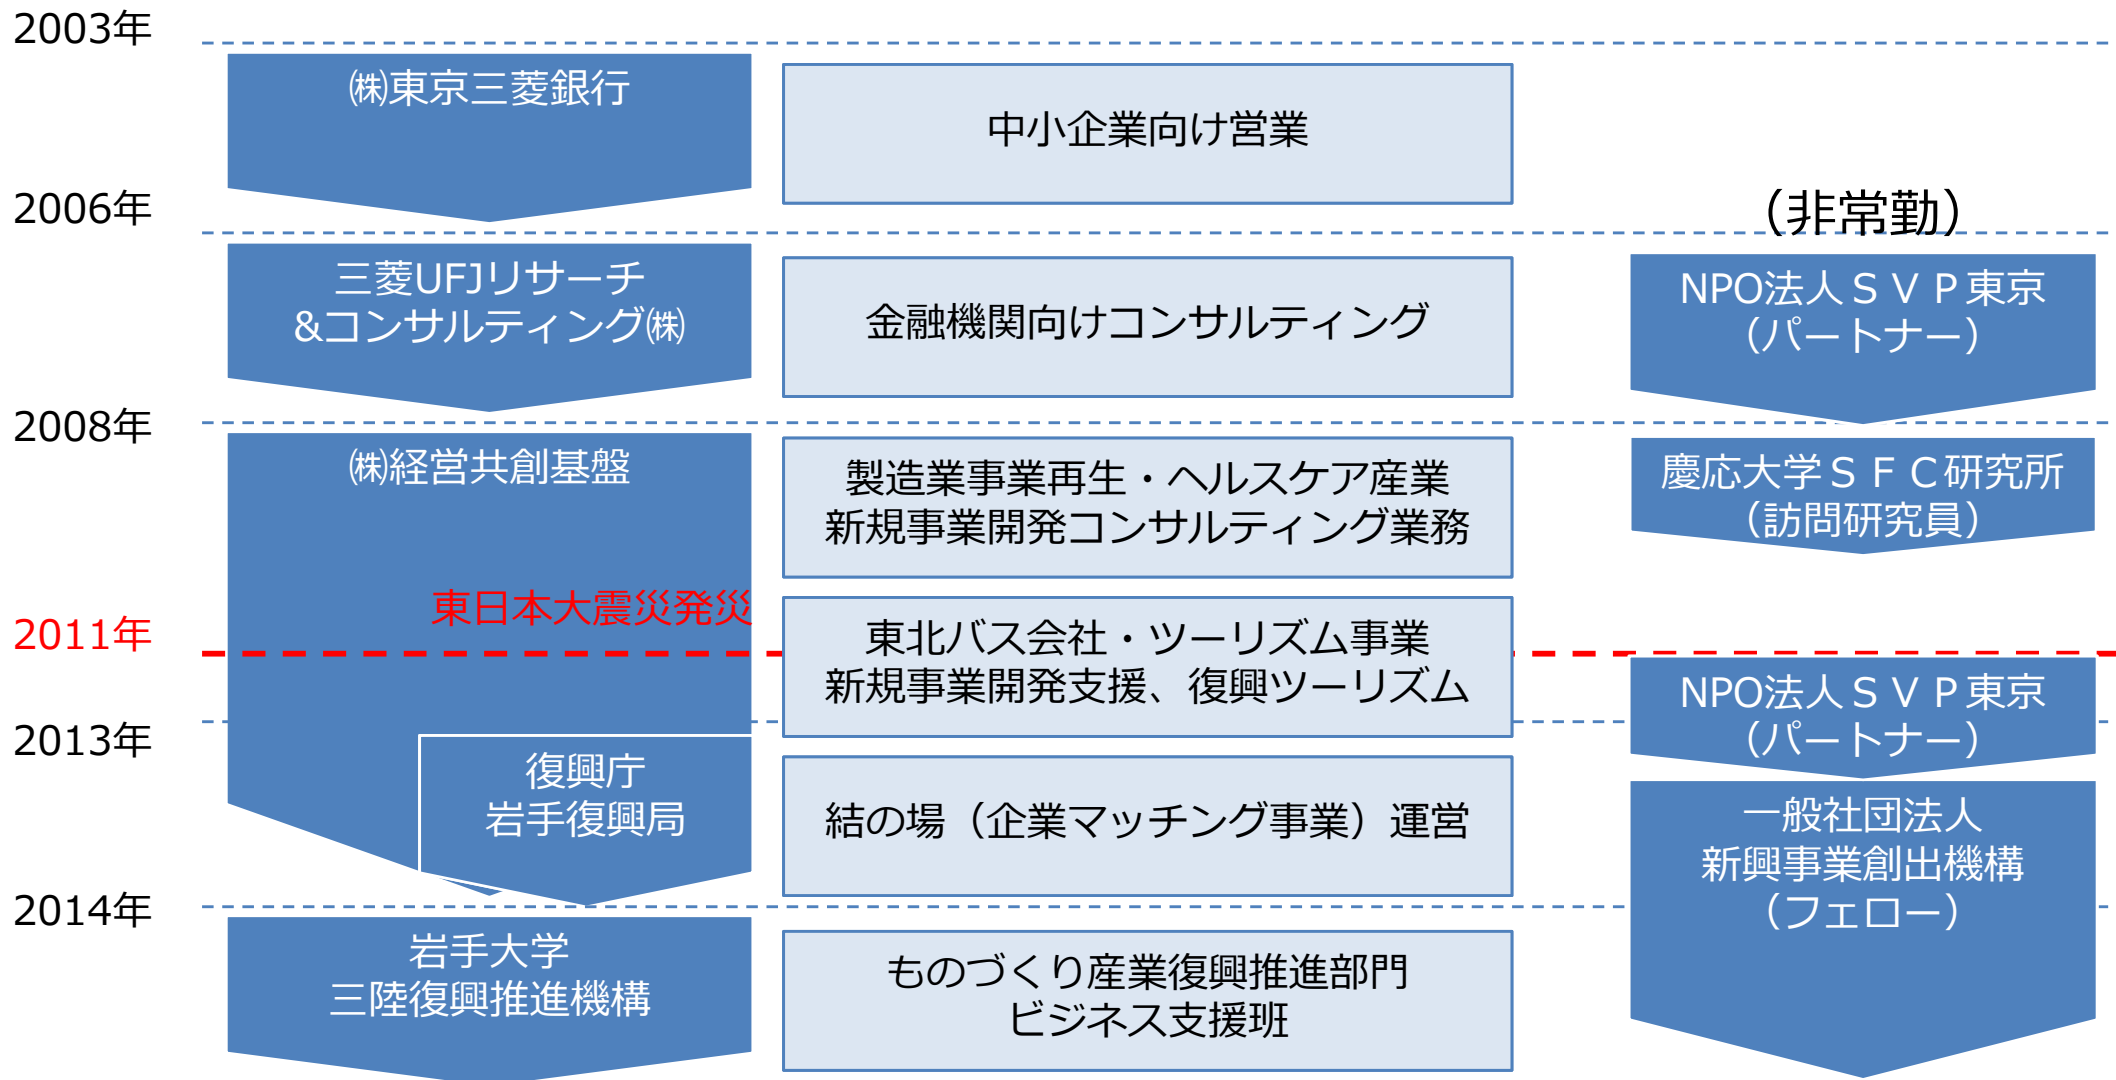 2003年
㈱東京三菱銀行
中小企業向け営業
2006年
（非常勤）
三菱UFJリサーチ
&コンサルティング㈱
金融機関向けコンサルティング
NPO法人ＳＶＰ東京
（パートナー）
2008年
㈱経営共創基盤
製造業事業再生・ヘルスケア産業
新規事業開発コンサルティング業務
慶応大学ＳＦＣ研究所
（訪問研究員）
東日本大震災発災
2011年
東北バス会社・ツーリズム事業
新規事業開発支援、復興ツーリズム
NPO法人ＳＶＰ東京
（パートナー）
2013年
復興庁
岩手復興局
結の場（企業マッチング事業）運営
一般社団法人
新興事業創出機構
（フェロー）
2014年
岩手大学
三陸復興推進機構
ものづくり産業復興推進部門
ビジネス支援班